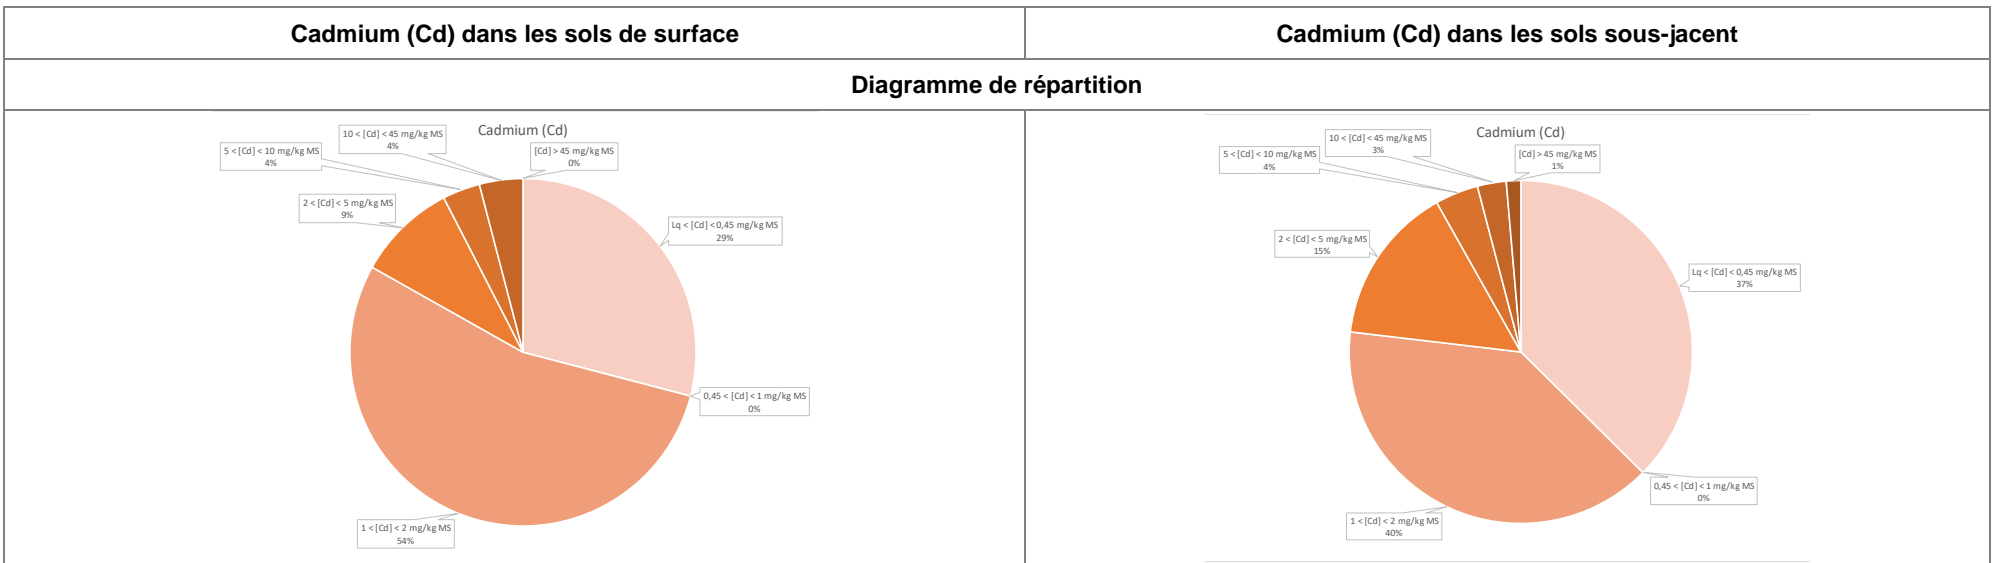 Cadmium (Cd) dans les sols de surface
Cadmium (Cd) dans les sols sous-jacent
Diagramme de répartition
Cadmium (Cd)
10 < [Cd] < 45 mg/kg MS
4%
[Cd] > 45 mg/kg MS
0%
5 < [Cd] < 10 mg/kg MS
4%
2 < [Cd] < 5 mg/kg MS
9%
Lq < [Cd] < 0,45 mg/kg MS
29%
0,45 < [Cd] < 1 mg/kg MS
0%
1 < [Cd] < 2 mg/kg MS
54%
Cadmium (Cd)
10 < [Cd] < 45 mg/kg MS
3%
[Cd] > 45 mg/kg MS
1%
5 < [Cd] < 10 mg/kg MS
4%
2 < [Cd] < 5 mg/kg MS
15%
Lq < [Cd] < 0,45 mg/kg MS
37%
0,45 < [Cd] < 1 mg/kg MS
0%
1 < [Cd] < 2 mg/kg MS
40%